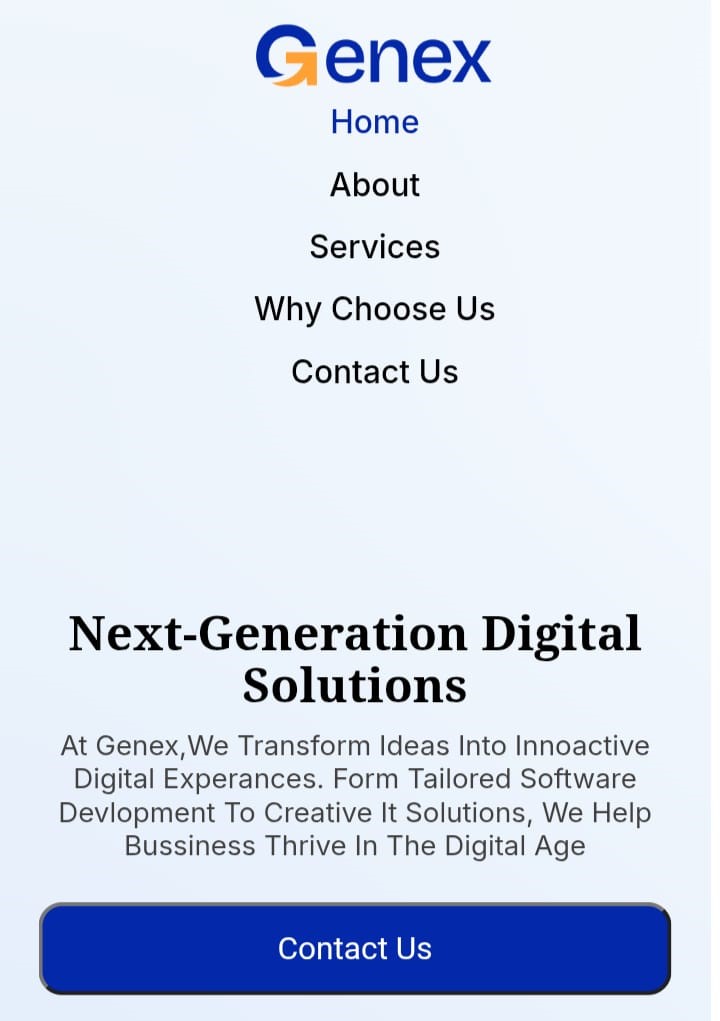 Genex
Home
About
Services
Why Choose Us
Contact Us
Next-Generation Digital
Solutions
At Genex,We Transform Ideas Into Innoactive
Digital Experances. Form Tailored Software
Devlopment To Creative It Solutions, We Help
Bussiness Thrive In The Digital Age
Contact Us